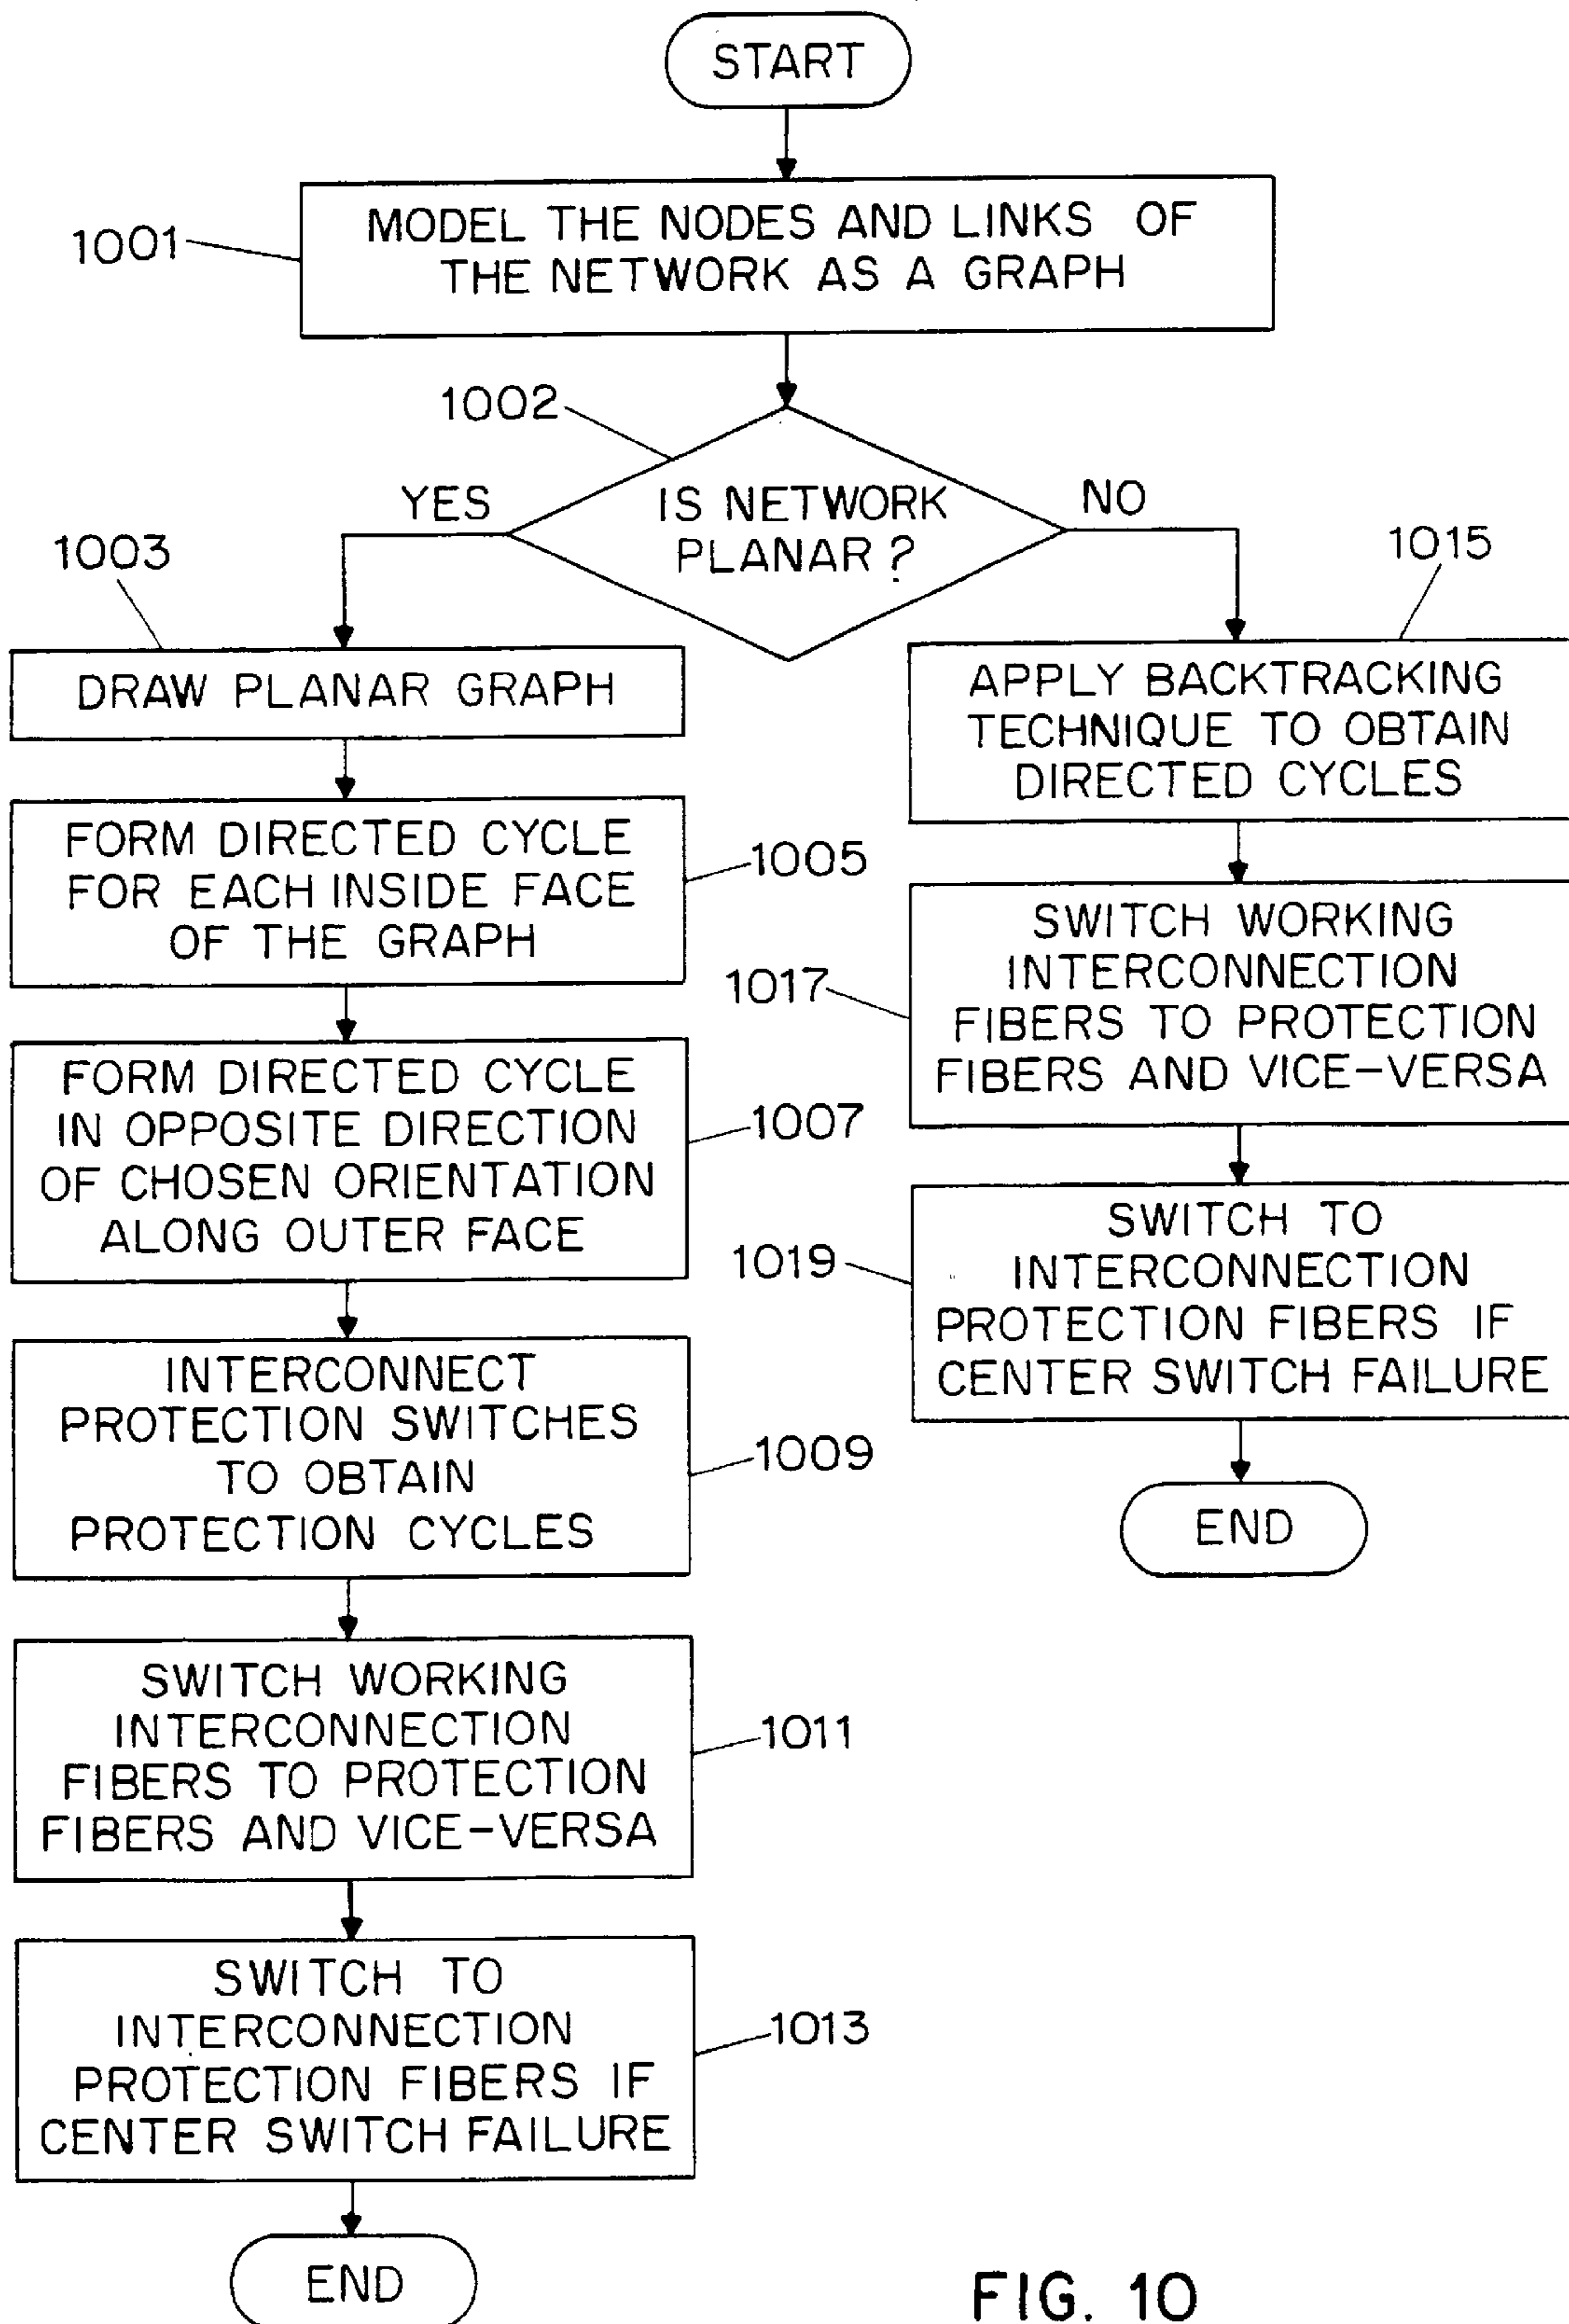 START
1001
MODEL THE NODES AND LINKS OF
THE NETWORK AS A GRAPH
1002
YES
IS NETWORK
PLANAR?
NO
1003
DRAW PLANAR GRAPH
1005
FORM DIRECTED CYCLE
FOR EACH INSIDE FACE
OF THE GRAPH
1007
FORM DIRECTED CYCLE
IN OPPOSITE DIRECTION
OF CHOSEN ORIENTATION
ALONG OUTER FACE
1009
INTERCONNECT
PROTECTION SWITCHES
TO OBTAIN
PROTECTION CYCLES
1011
SWITCH WORKING
INTERCONNECTION
FIBERS TO PROTECTION
FIBERS AND VICE-VERSA
1013
SWITCH TO
INTERCONNECTION
PROTECTION FIBERS IF
CENTER SWITCH FAILURE
END
1015
APPLY BACKTRACKING
TECHNIQUE TO OBTAIN
DIRECTED CYCLES
1017
SWITCH WORKING
INTERCONNECTION
FIBERS TO PROTECTION
FIBERS AND VICE-VERSA
1019
SWITCH TO
INTERCONNECTION
PROTECTION FIBERS IF
CENTER SWITCH FAILURE
END
FIG. 10